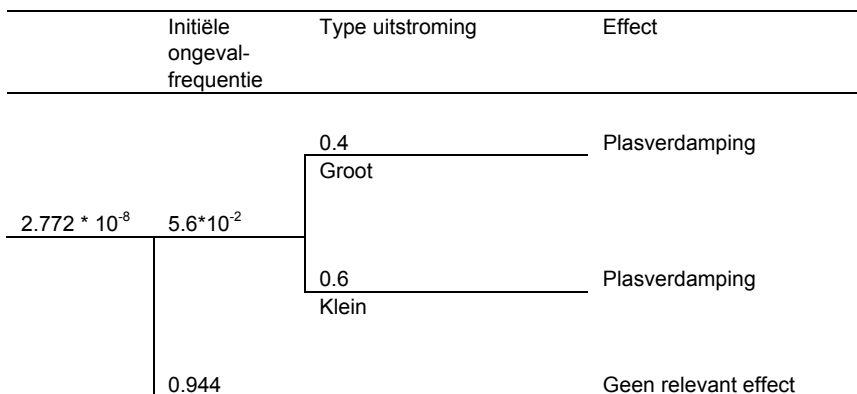 Initiële ongeval-frequentie Type uitstroming Effect
0.4 Plasverdamping
Groot
2.772 * 10^-8 5.6*10^-2
0.6 Plasverdamping
Klein
0.944 Geen relevant effect